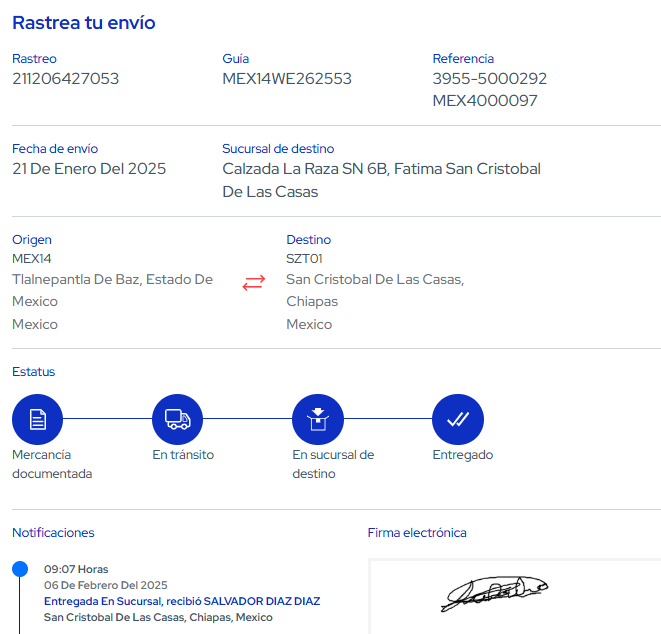 Rastrea tu envío
Rastreo
211206427053
Guía
MEX14WE262553
Referencia
3955-5000292
MEX4000097
Fecha de envío
21 De Enero Del 2025
Sucursal de destino
Calzada La Raza SN 6B, Fatima San Cristobal
De Las Casas
Origen
MEX14
Tlalnepantla De Baz, Estado De
Mexico
Mexico
Destino
SZT01
San Cristobal De Las Casas,
Chiapas
Mexico
Estatus
Mercancía
documentada
En tránsito
En sucursal de
destino
Entregado
Notificaciones
09:07 Horas
06 De Febrero Del 2025
Entregada En Sucursal, recibió SALVADOR DIAZ DIAZ
San Cristobal De Las Casas, Chiapas, Mexico
Firma electrónica